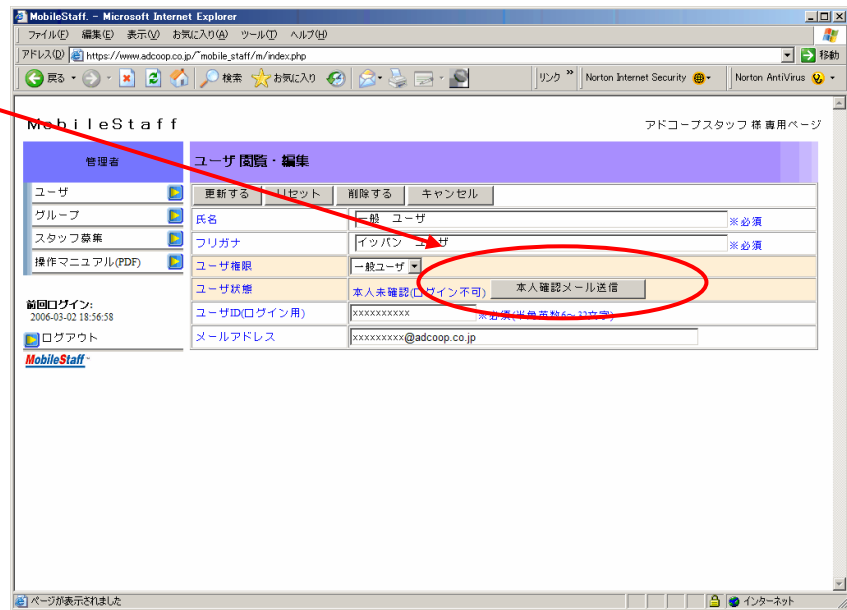 MobileStaff. - Microsoft Internet Explorer
ファイル(F) 編集(E) 表示(V) お気に入り(A) ツール(T) ヘルプ(H)
アドレス(D) https://www.adcoop.co.jp/~mobile_staff/m/index.php 移動
戻る 検索 お気に入り リンク » Norton Internet Security Norton AntiVirus
MobileStaff アドコープスタッフ 様 専用ページ
管理者 ユーザ 閲覧・編集
ユーザ 更新する リセット 削除する キャンセル
グループ 氏名 一般 ユーザ ※必須
スタッフ募集 フリガナ イッパン ユーザ ※必須
操作マニュアル(PDF) ユーザ権限 一般ユーザ
ユーザ状態 本人未確認(ログイン不可) 本人確認メール送信
前回ログイン:
2006-03-02 18:56:58 ユーザID(ログイン用) xxxxxxxxxx ※必須(半角英数6~32文字)
ログアウト メールアドレス xxxxxxxxx@adcoop.co.jp
MobileStaff
ページが表示されました インターネット